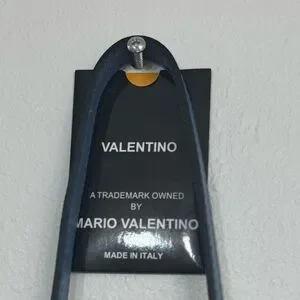 VALENTINO
A TRADEMARK OWNED
BY
MARIO VALENTINO
MADE IN ITALY